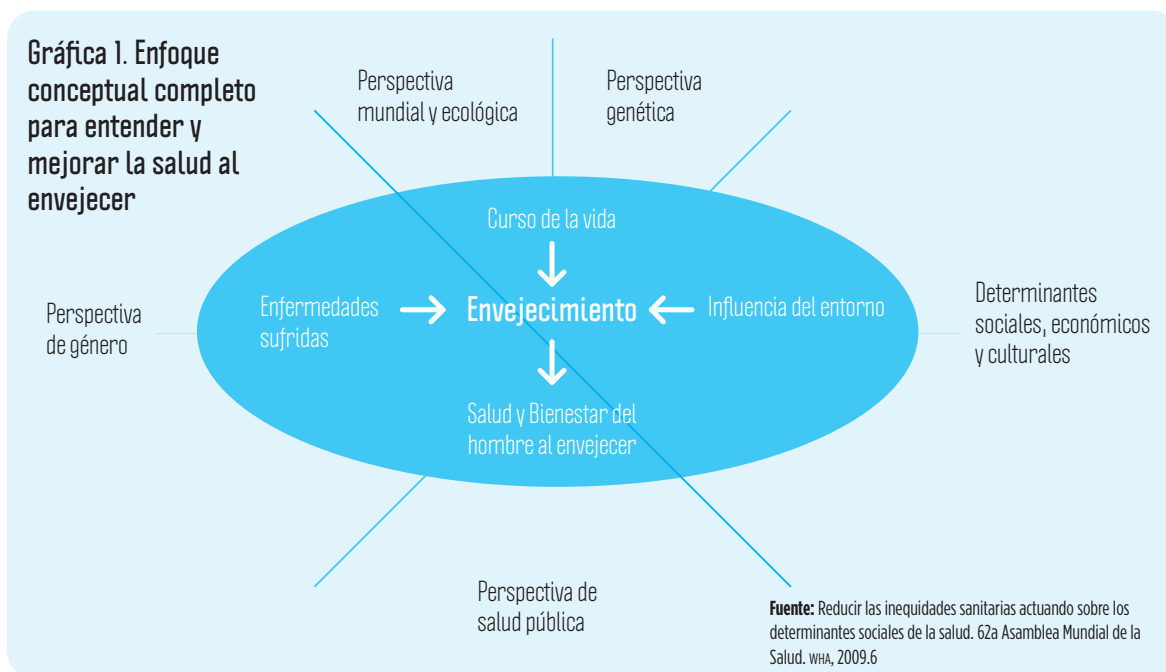 Gráfica 1. Enfoque
conceptual completo
para entender y
mejorar la salud al
envejecer
Perspectiva
mundial y ecológica
Perspectiva
genética
Curso de la vida
Perspectiva
de género
Enfermedades
sufridas
Envejecimiento
Influencia del entorno
Determinantes
sociales, económicos
y culturales
Salud y Bienestar del
hombre al envejecer
Perspectiva de
salud pública
Fuente: Reducir las inequidades sanitarias actuando sobre los
determinantes sociales de la salud. 62a Asamblea Mundial de la
Salud. WHA, 2009.6